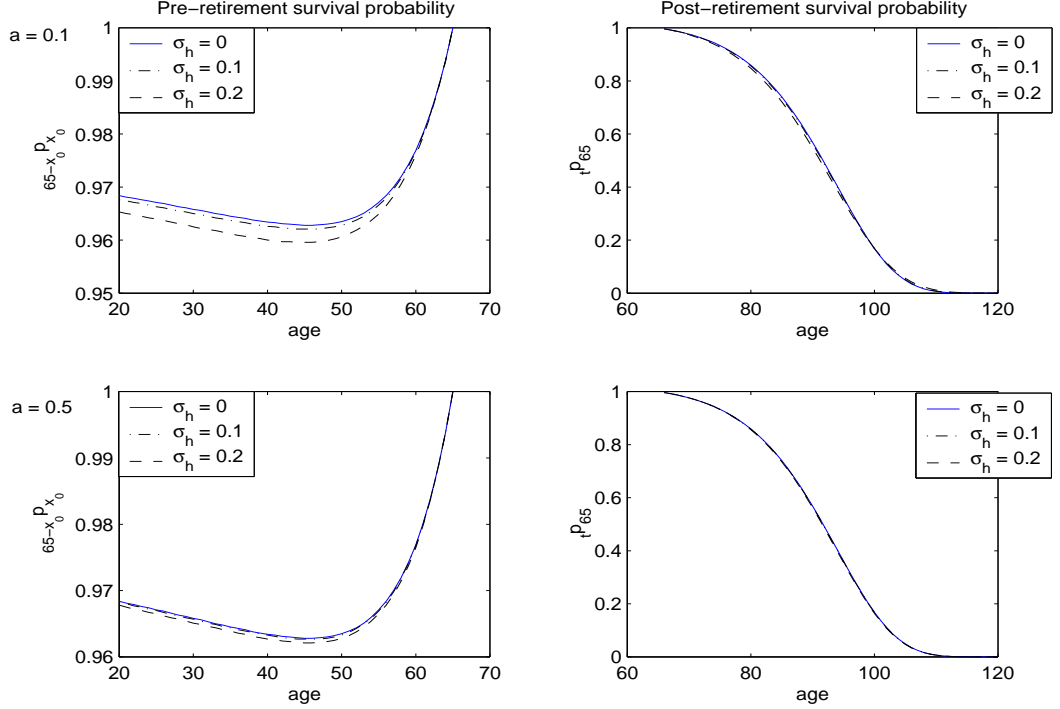 Pre−retirement survival probability
Post−retirement survival probability
a = 0.1
1
0.99
0.98
0.97
0.96
0.95
20 30 40 50 60 70
age
65−x₀pₓ₀
σh = 0
σh = 0.1
σh = 0.2
1
0.8
0.6
0.4
0.2
0
60 80 100 120
age
tp65
σh = 0
σh = 0.1
σh = 0.2
a = 0.5
1
0.99
0.98
0.97
0.96
20 30 40 50 60 70
age
65−x₀pₓ₀
σh = 0
σh = 0.1
σh = 0.2
1
0.8
0.6
0.4
0.2
0
60 80 100 120
age
tp65
σh = 0
σh = 0.1
σh = 0.2